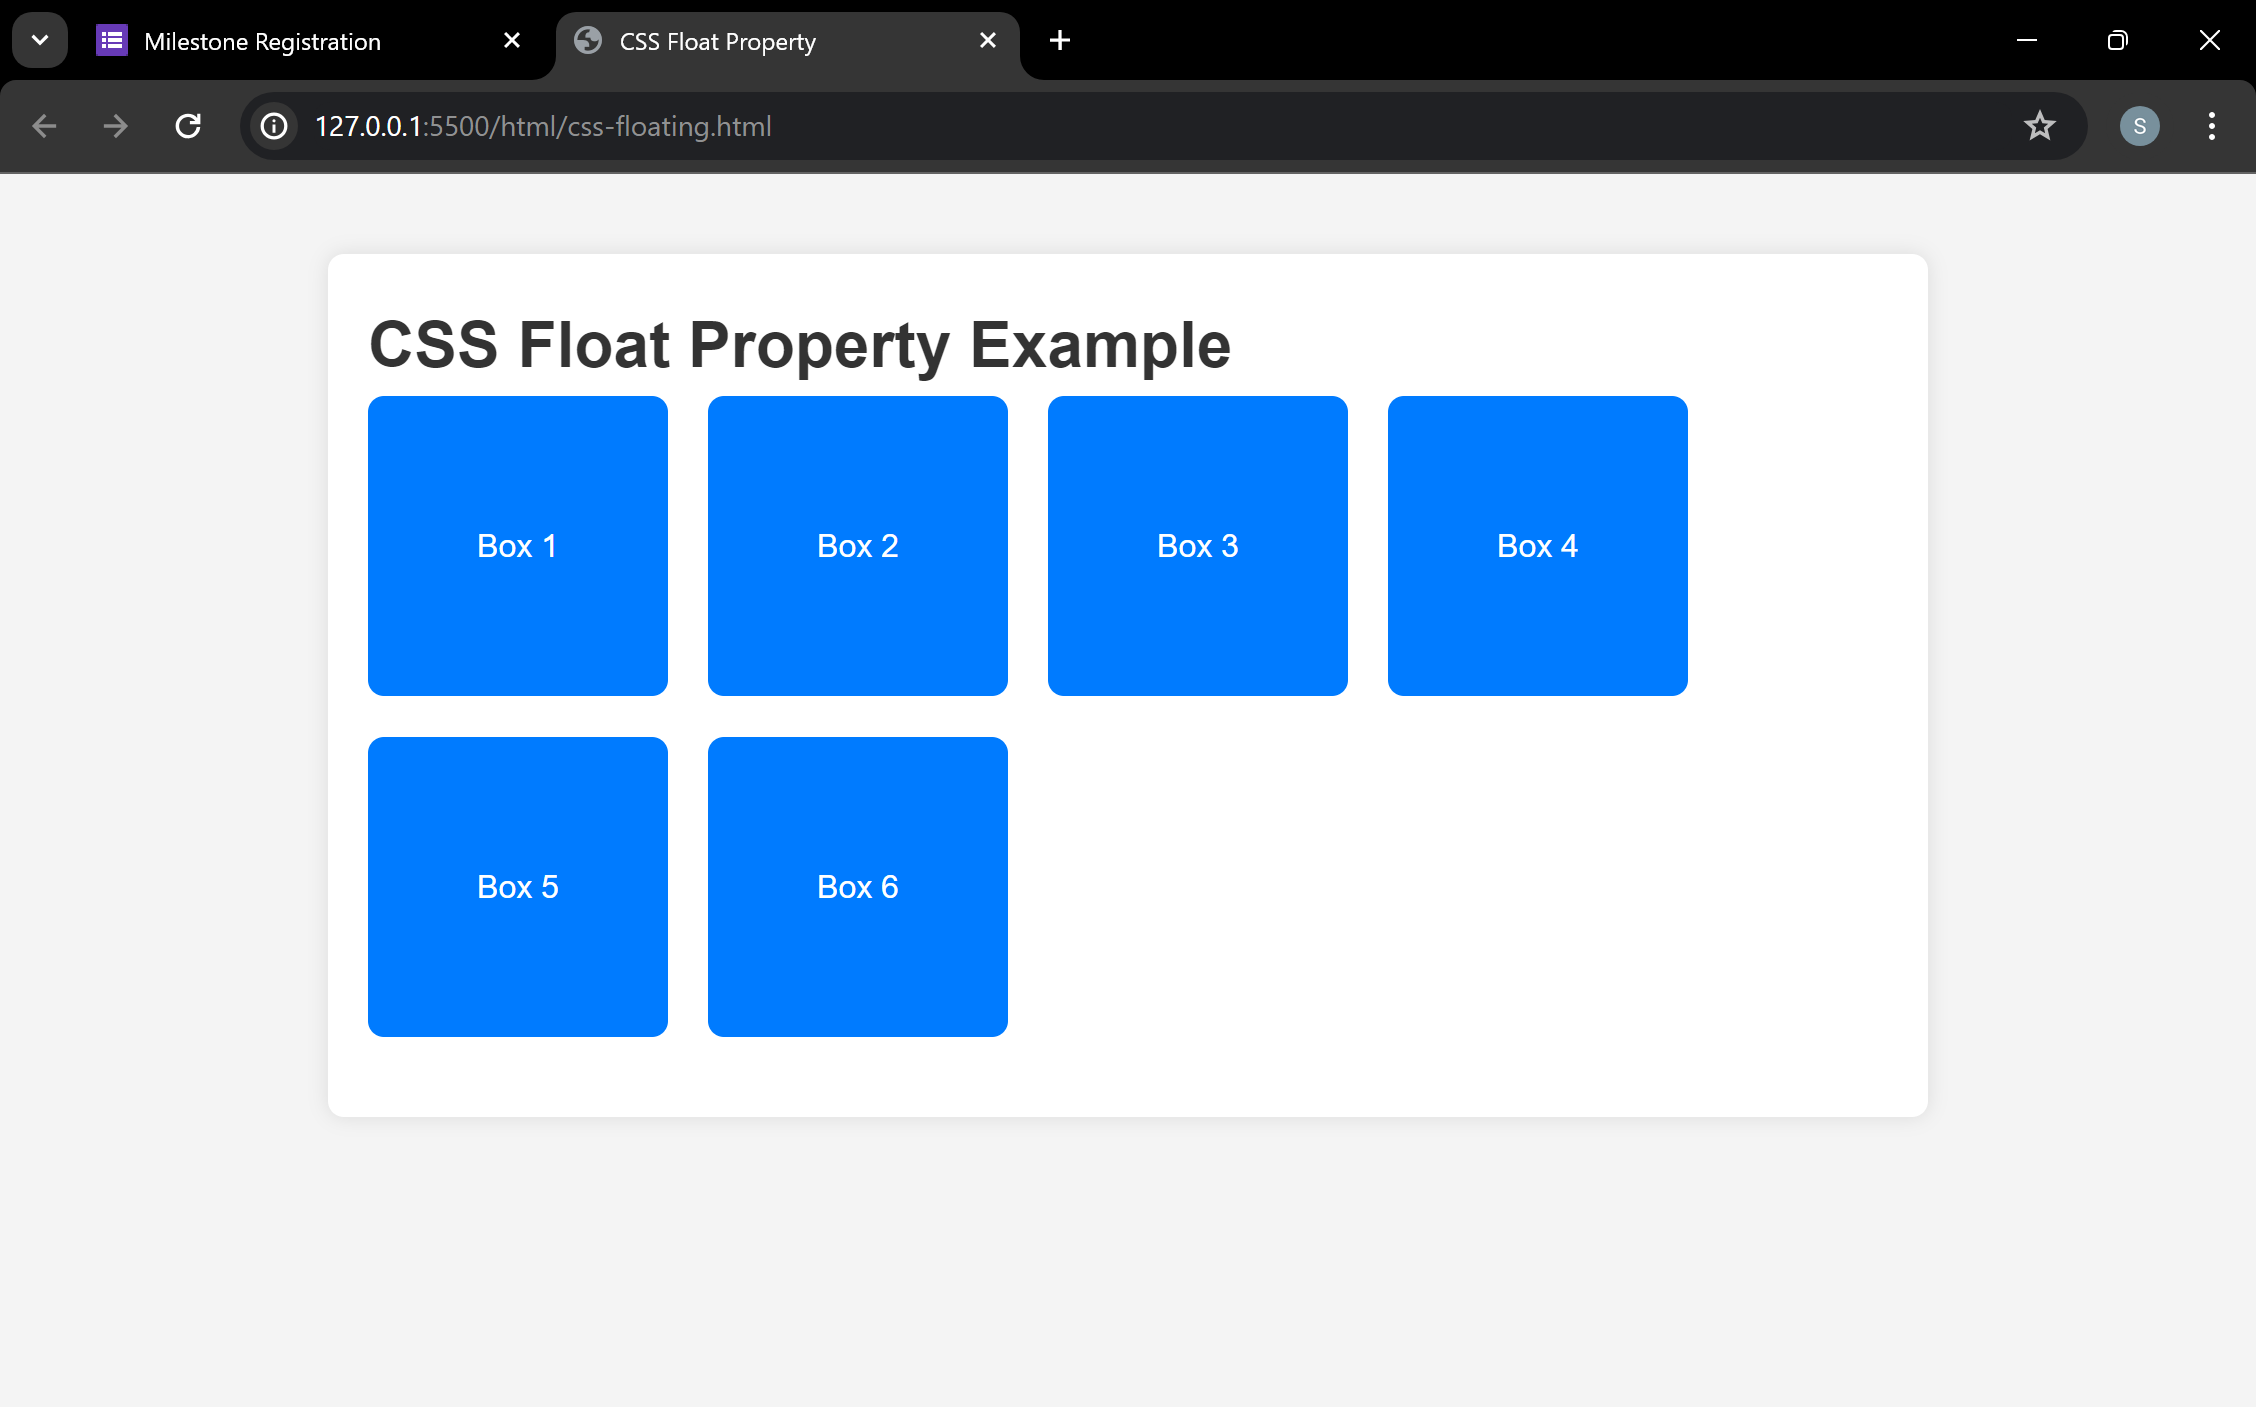 Milestone Registration
CSS Float Property
127.0.0.1:5500/html/css-floating.html
S
CSS Float Property Example
Box 1
Box 2
Box 3
Box 4
Box 5
Box 6